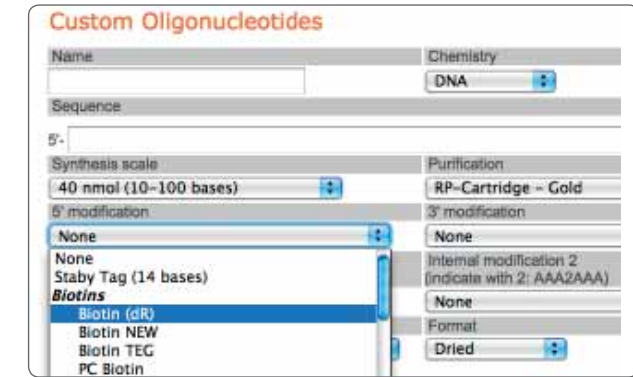 Custom Oligonucleotides
Name
Chemistry
DNA
Sequence
5'-
Synthesis scale
Purification
40 nmol (10-100 bases)
RP-Cartridge - Gold
5' modification
3' modification
None
None
None
Staby Tag (14 bases)
Biotins
Biotin (dR)
Biotin NEW
Biotin TEG
PC Biotin
Internal modification 2
(indicate with 2: AAA2AAA)
None
Format
Dried